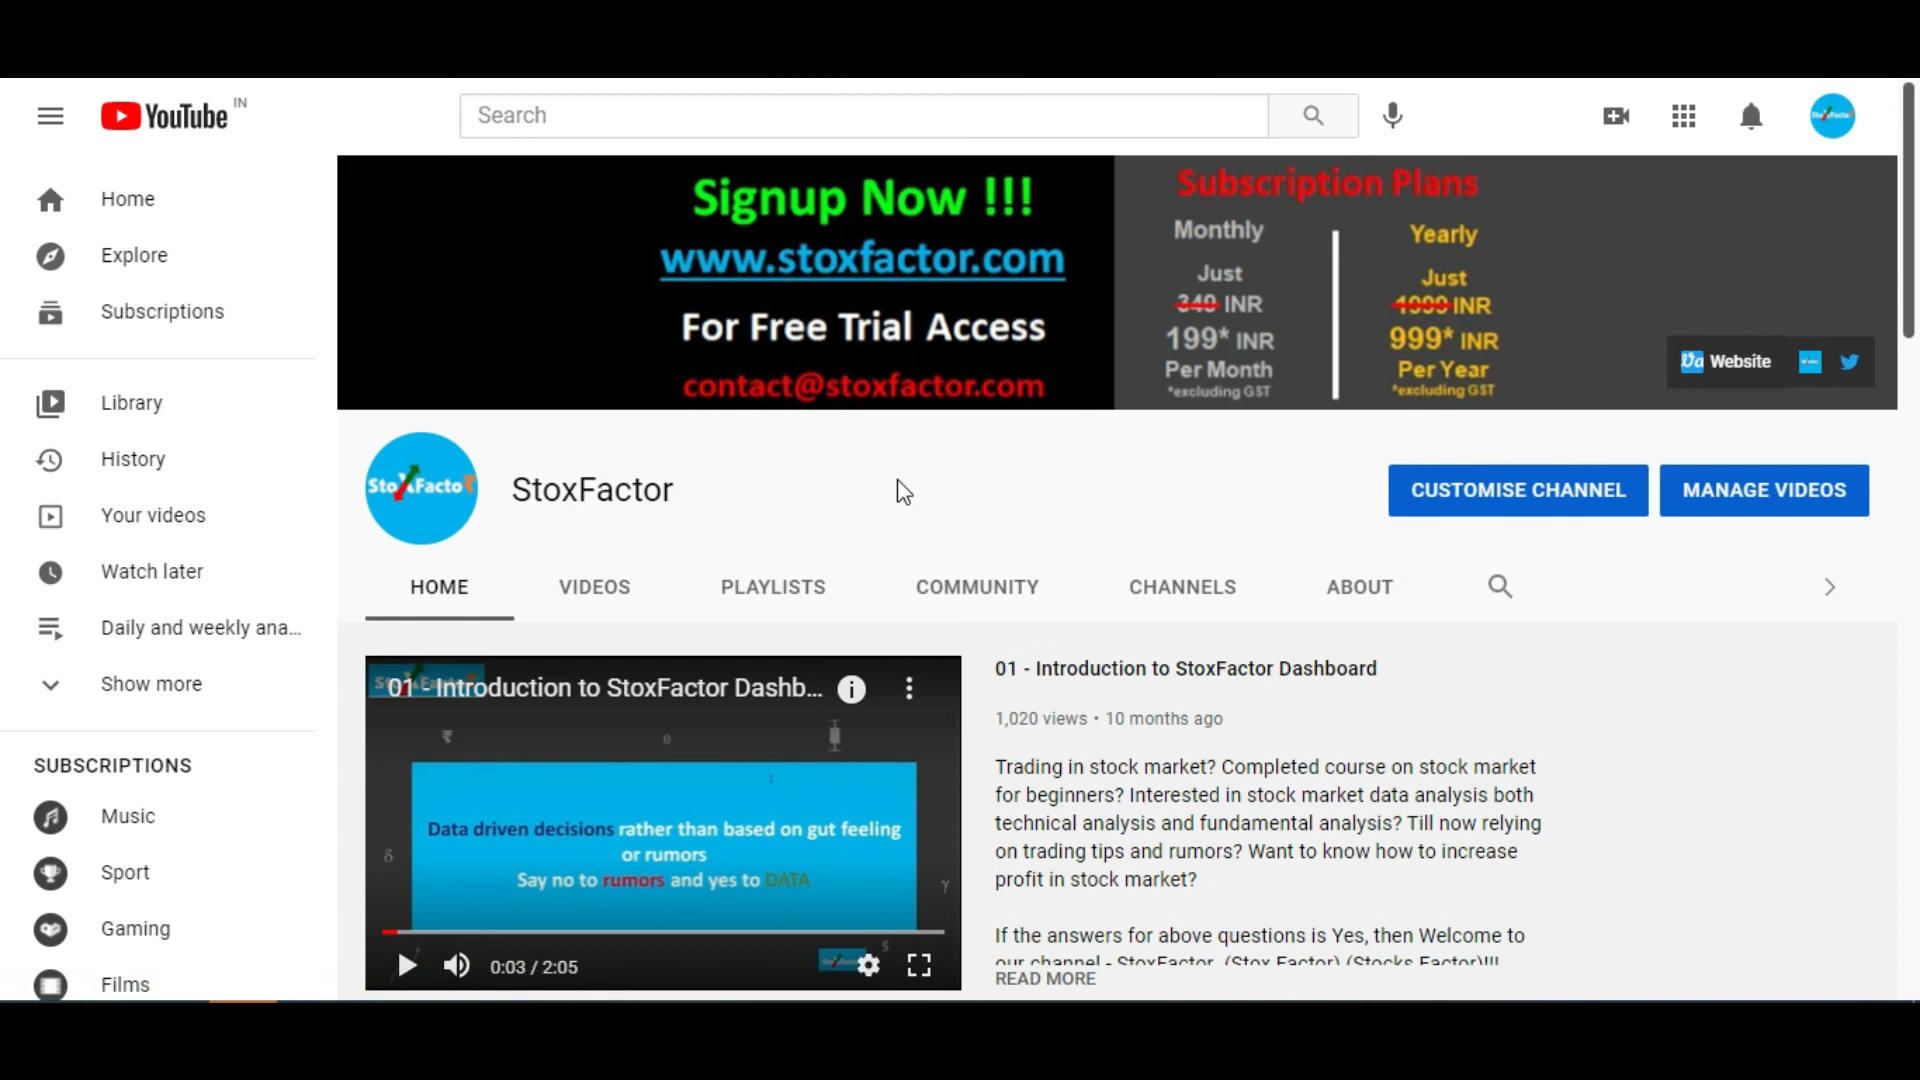 YouTube IN
Search
Home
Explore
Subscriptions
Library
History
Your videos
Watch later
Daily and weekly ana...
Show more
SUBSCRIPTIONS
Music
Sport
Gaming
Films
Signup Now !!!
www.stoxfactor.com
For Free Trial Access
contact@stoxfactor.com
Subscription Plans
Monthly
Just
349 INR
199* INR
Per Month
*excluding GST
Yearly
Just
1999 INR
999* INR
Per Year
*excluding GST
Website
StoxFactor
CUSTOMISE CHANNEL
MANAGE VIDEOS
HOME
VIDEOS
PLAYLISTS
COMMUNITY
CHANNELS
ABOUT
01 - Introduction to StoxFactor Dashb...
Data driven decisions rather than based on gut feeling
or rumors
Say no to rumors and yes to DATA
0:03 / 2:05
01 - Introduction to StoxFactor Dashboard
1,020 views • 10 months ago
Trading in stock market? Completed course on stock market
for beginners? Interested in stock market data analysis both
technical analysis and fundamental analysis? Till now relying
on trading tips and rumors? Want to know how to increase
profit in stock market?
If the answers for above questions is Yes, then Welcome to
our channel - StoxFactor (Stox Factor) (Stocks Factor)!!!
READ MORE